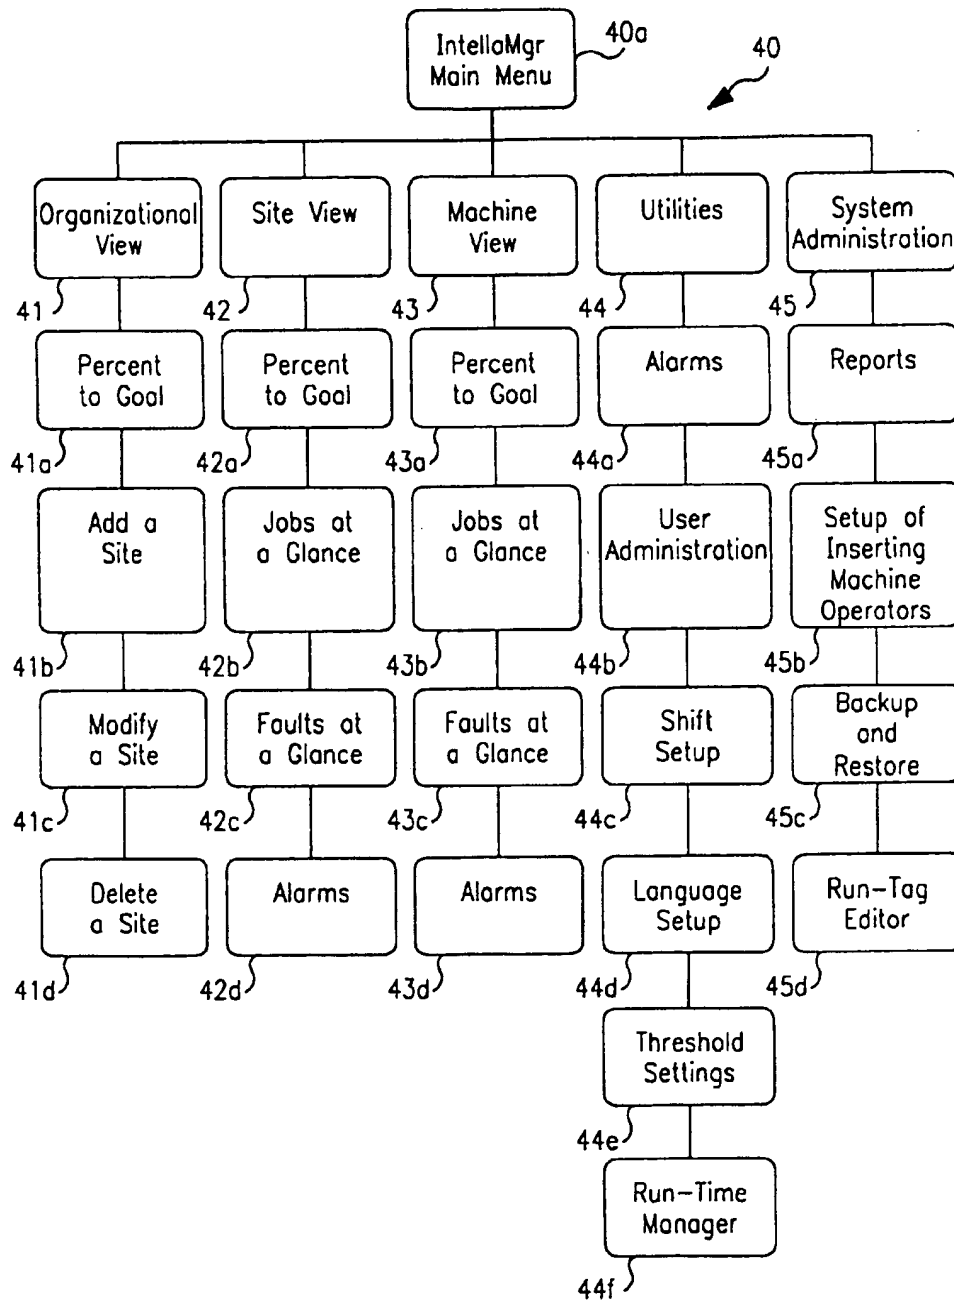 IntellaMgr
Main Menu
40a
40
Organizational
View
Site View
Machine
View
Utilities
System
Administration
41
42
43
44
45
Percent
to Goal
Percent
to Goal
Percent
to Goal
Alarms
Reports
41a
42a
43a
44a
45a
Add a
Site
Jobs at
a Glance
Jobs at
a Glance
User
Administration
Setup of
Inserting
Machine
Operators
41b
42b
43b
44b
45b
Modify
a Site
Faults at
a Glance
Faults at
a Glance
Shift
Setup
Backup
and
Restore
41c
42c
43c
44c
45c
Delete
a Site
Alarms
Alarms
Language
Setup
Run-Tag
Editor
41d
42d
43d
44d
45d
Threshold
Settings
44e
Run-Time
Manager
44f